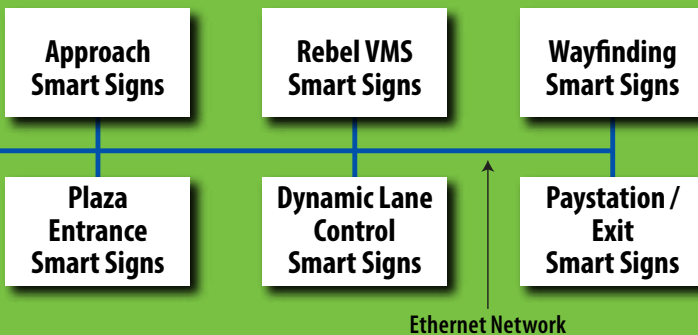 Approach
Smart Signs
Rebel VMS
Smart Signs
Wayfinding
Smart Signs
Plaza
Entrance
Smart Signs
Dynamic Lane
Control
Smart Signs
Paystation /
Exit
Smart Signs
Ethernet Network